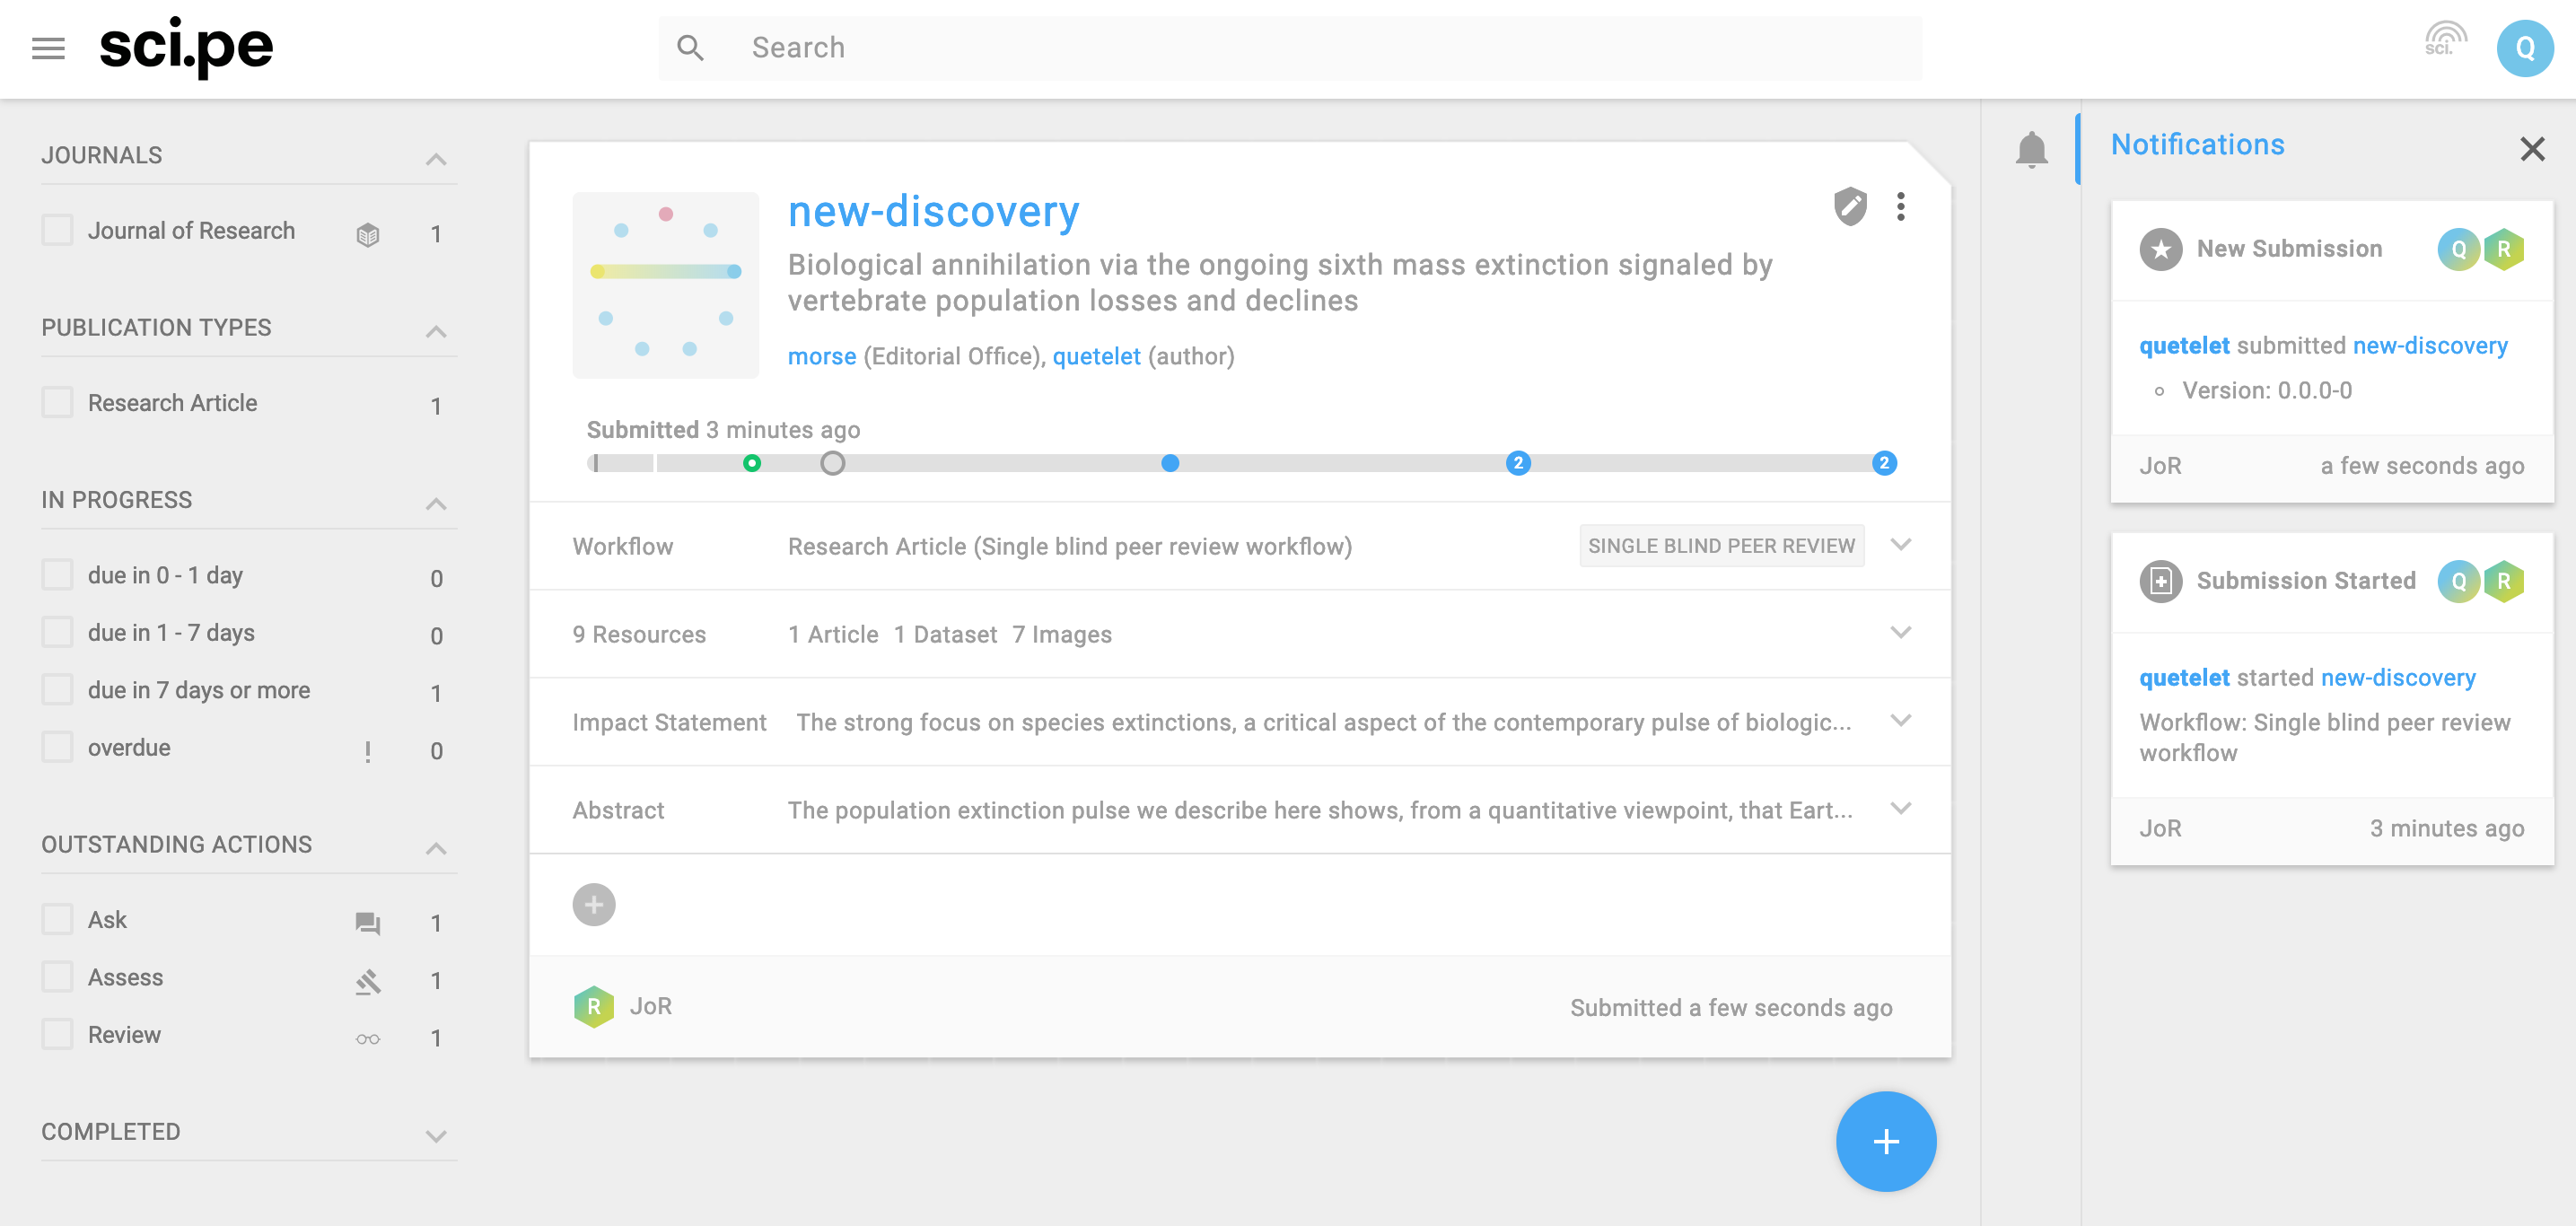 sci.pe
Search
sci.
Q
JOURNALS
Journal of Research 1
PUBLICATION TYPES
Research Article 1
IN PROGRESS
due in 0 - 1 day 0
due in 1 - 7 days 0
due in 7 days or more 1
overdue ! 0
OUTSTANDING ACTIONS
Ask 1
Assess 1
Review 1
COMPLETED
new-discovery
Biological annihilation via the ongoing sixth mass extinction signaled by
vertebrate population losses and declines
morse (Editorial Office), quetelet (author)
Submitted 3 minutes ago
2 2
Workflow Research Article (Single blind peer review workflow) SINGLE BLIND PEER REVIEW
9 Resources 1 Article 1 Dataset 7 Images
Impact Statement The strong focus on species extinctions, a critical aspect of the contemporary pulse of biologic...
Abstract The population extinction pulse we describe here shows, from a quantitative viewpoint, that Eart...
R JoR Submitted a few seconds ago
Notifications
New Submission Q R
quetelet submitted new-discovery
Version: 0.0.0-0
JoR a few seconds ago
Submission Started Q R
quetelet started new-discovery
Workflow: Single blind peer review
workflow
JoR 3 minutes ago